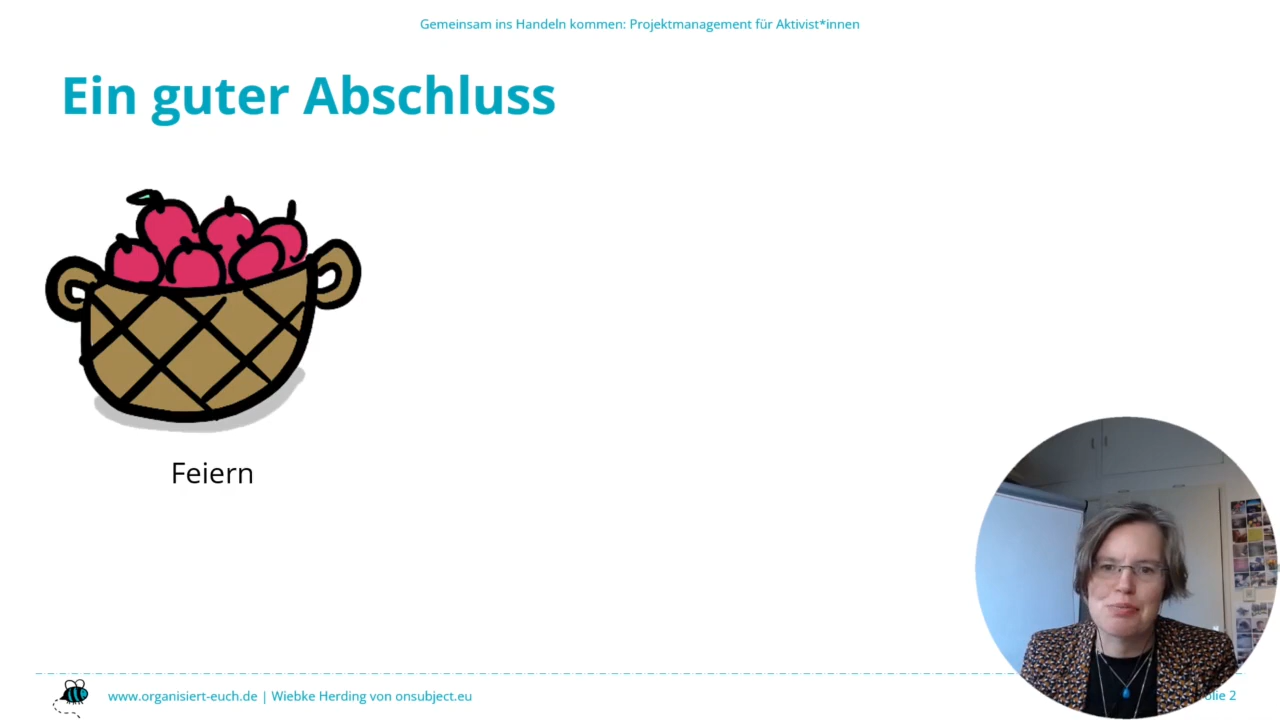 Gemeinsam ins Handeln kommen: Projektmanagement für Aktivist*innen
Ein guter Abschluss
Feiern
www.organisiert-euch.de | Wiebke Herding von onsubject.eu
2